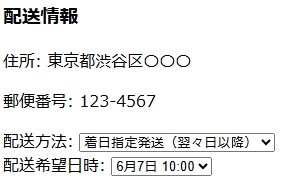 配送情報
住所: 東京都渋谷区〇〇〇
郵便番号: 123-4567
配送方法: 着日指定発送（翌々日以降）
配送希望日時: 6月7日 10:00